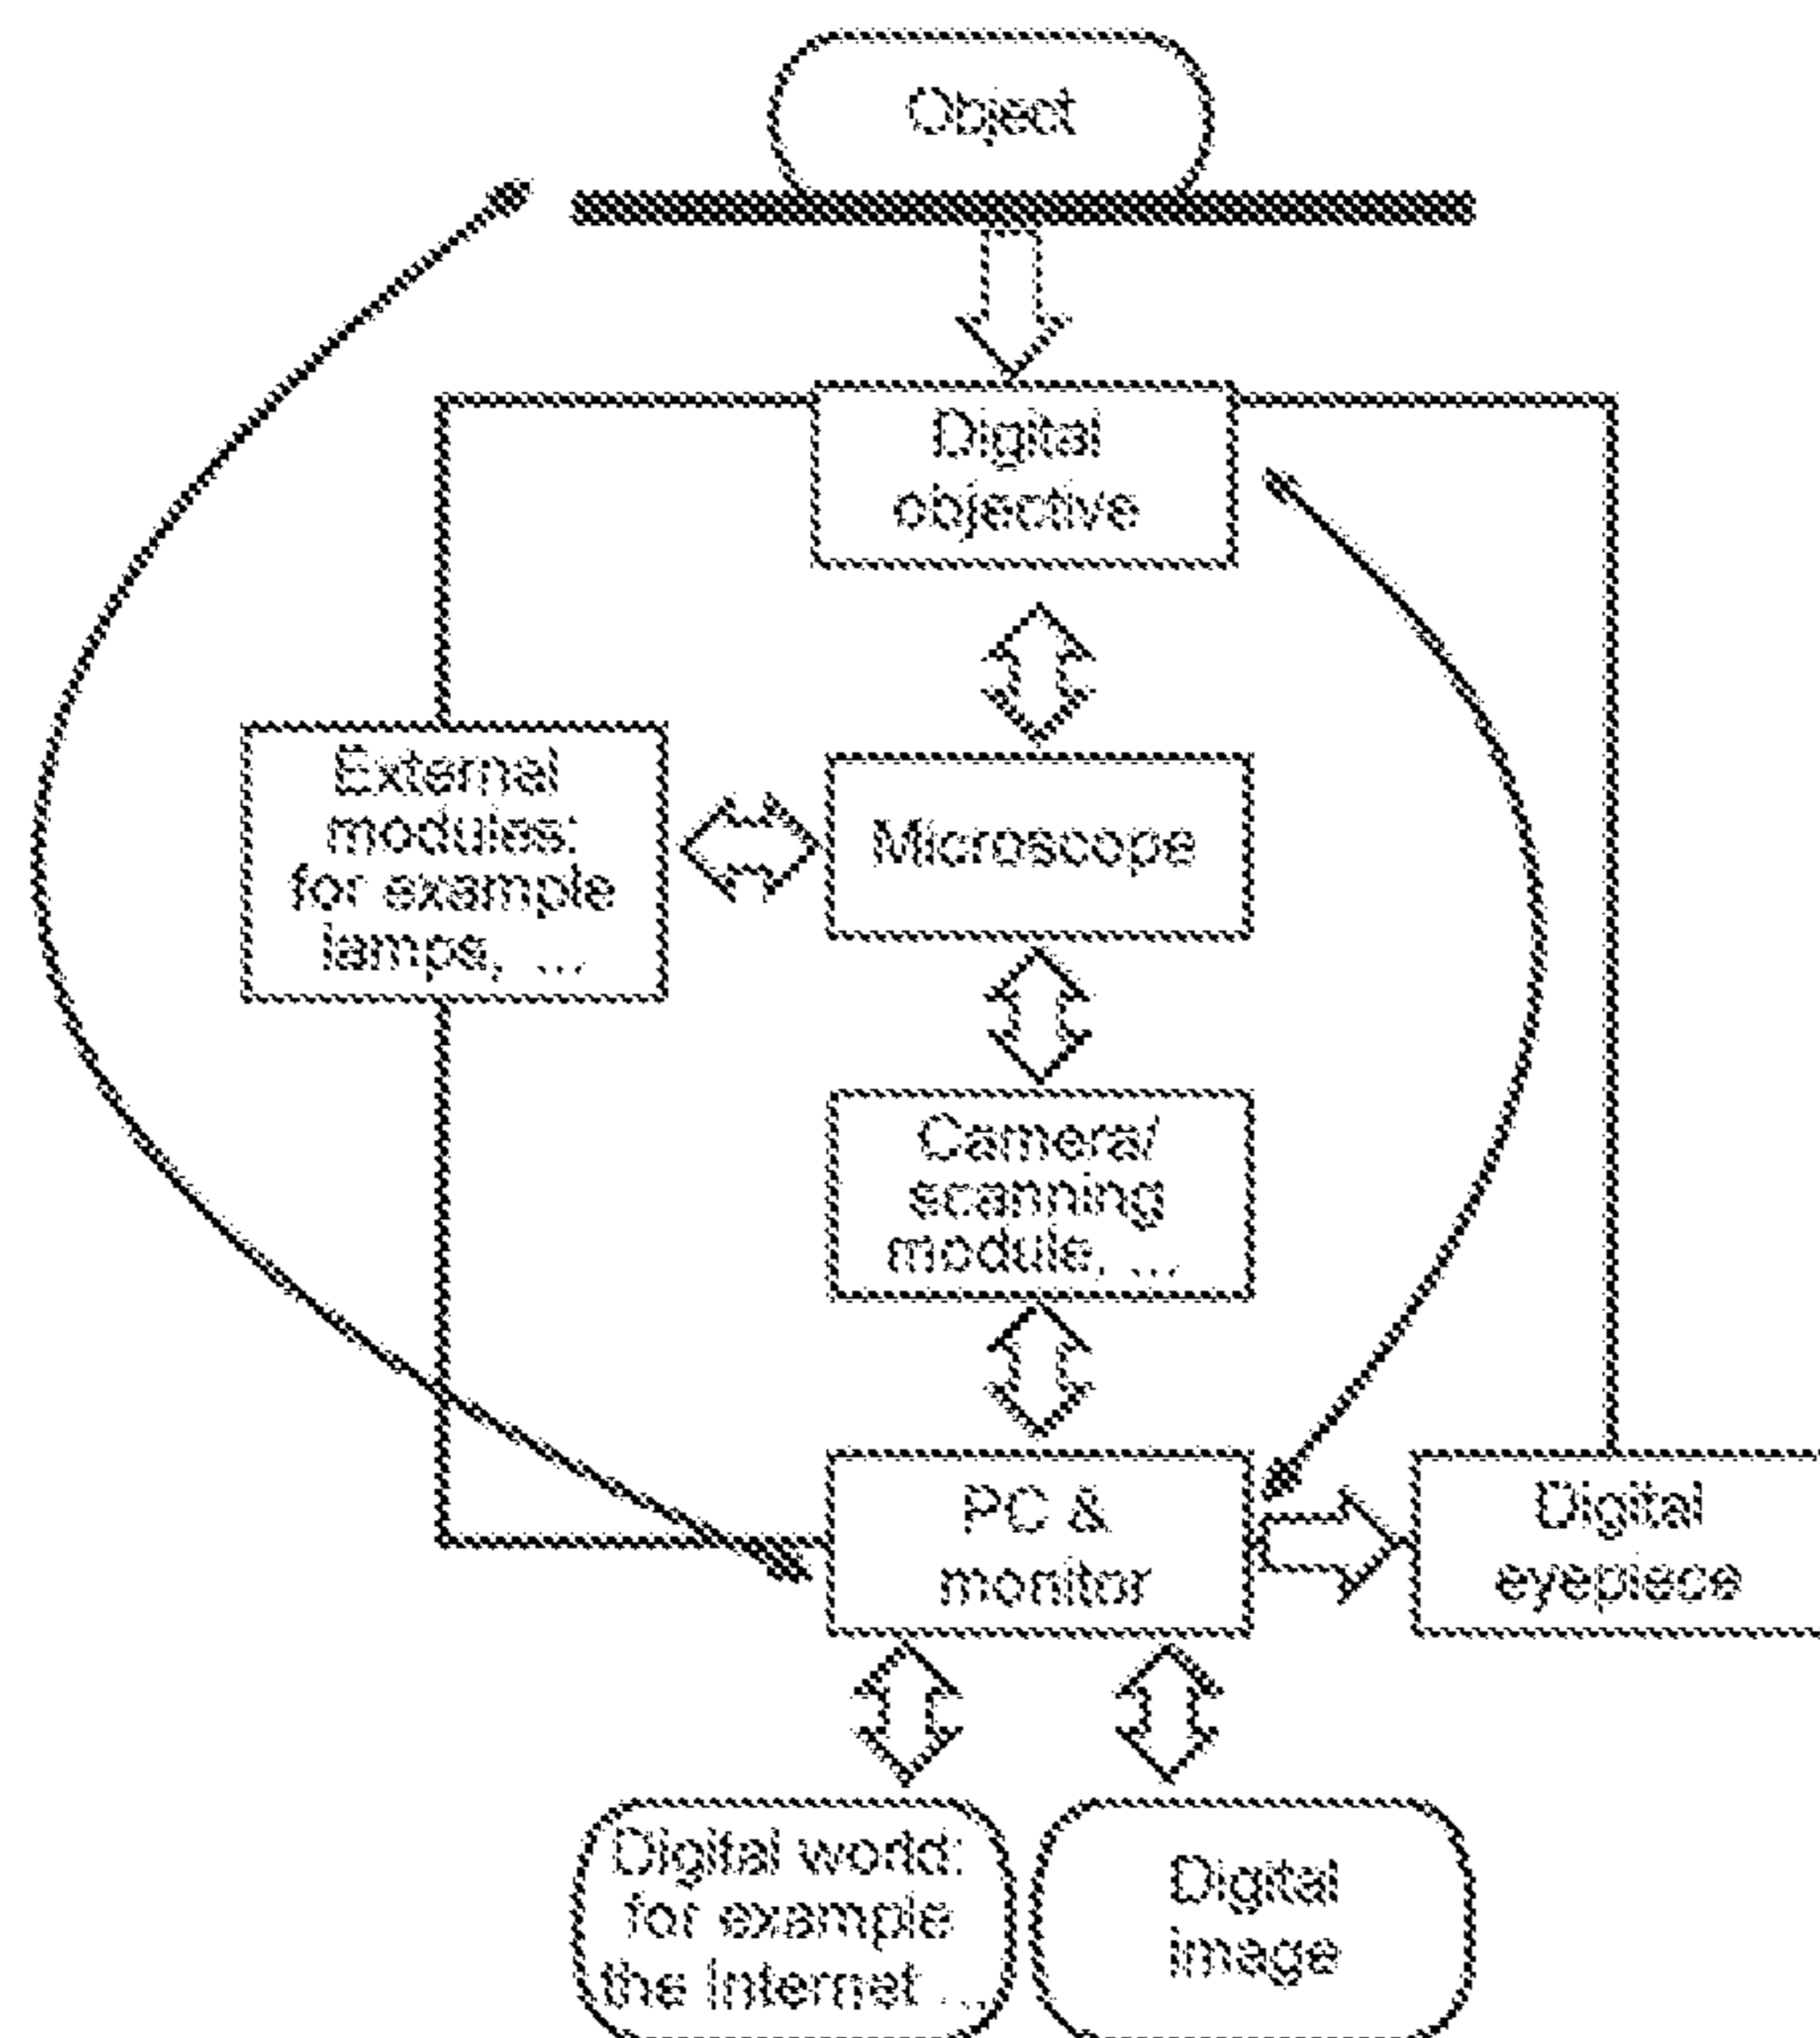 Object
Digital
objective
External
modules:
for example
lamps, ...
Microscope
Camera/
scanning
module, ...
PC &
monitor
Digital
eyepiece
Digital world:
for example
the Internet ...
Digital
image